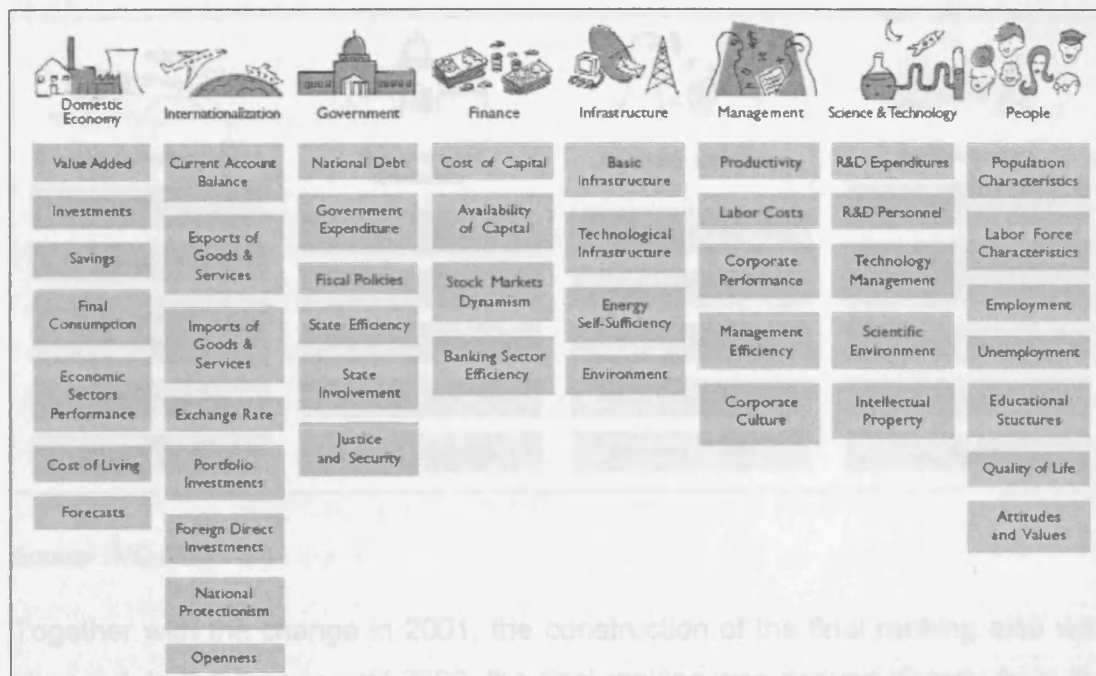 Domestic
Economy
Value Added
Investments
Savings
Final
Consumption
Economic
Sectors
Performance
Cost of Living
Forecasts
Internationalization
Current Account
Balance
Exports of
Goods &
Services
Imports of
Goods &
Services
Exchange Rate
Portfolio
Investments
Foreign Direct
Investments
National
Protectionism
Openness
Government
National Debt
Government
Expenditure
Fiscal Policies
State Efficiency
State
Involvement
Justice
and Security
Finance
Cost of Capital
Availability
of Capital
Stock Markets
Dynamism
Banking Sector
Efficiency
Infrastructure
Basic
Infrastructure
Technological
Infrastructure
Energy
Self-Sufficiency
Environment
Management
Productivity
Labor Costs
Corporate
Performance
Management
Efficiency
Corporate
Culture
Science & Technology
R&D Expenditures
R&D Personnel
Technology
Management
Scientific
Environment
Intellectual
Property
People
Population
Characteristics
Labor Force
Characteristics
Employment
Unemployment
Educational
Stuctures
Quality of Life
Attitudes
and Values
Together with the change in 2001, the construction of the final ranking also